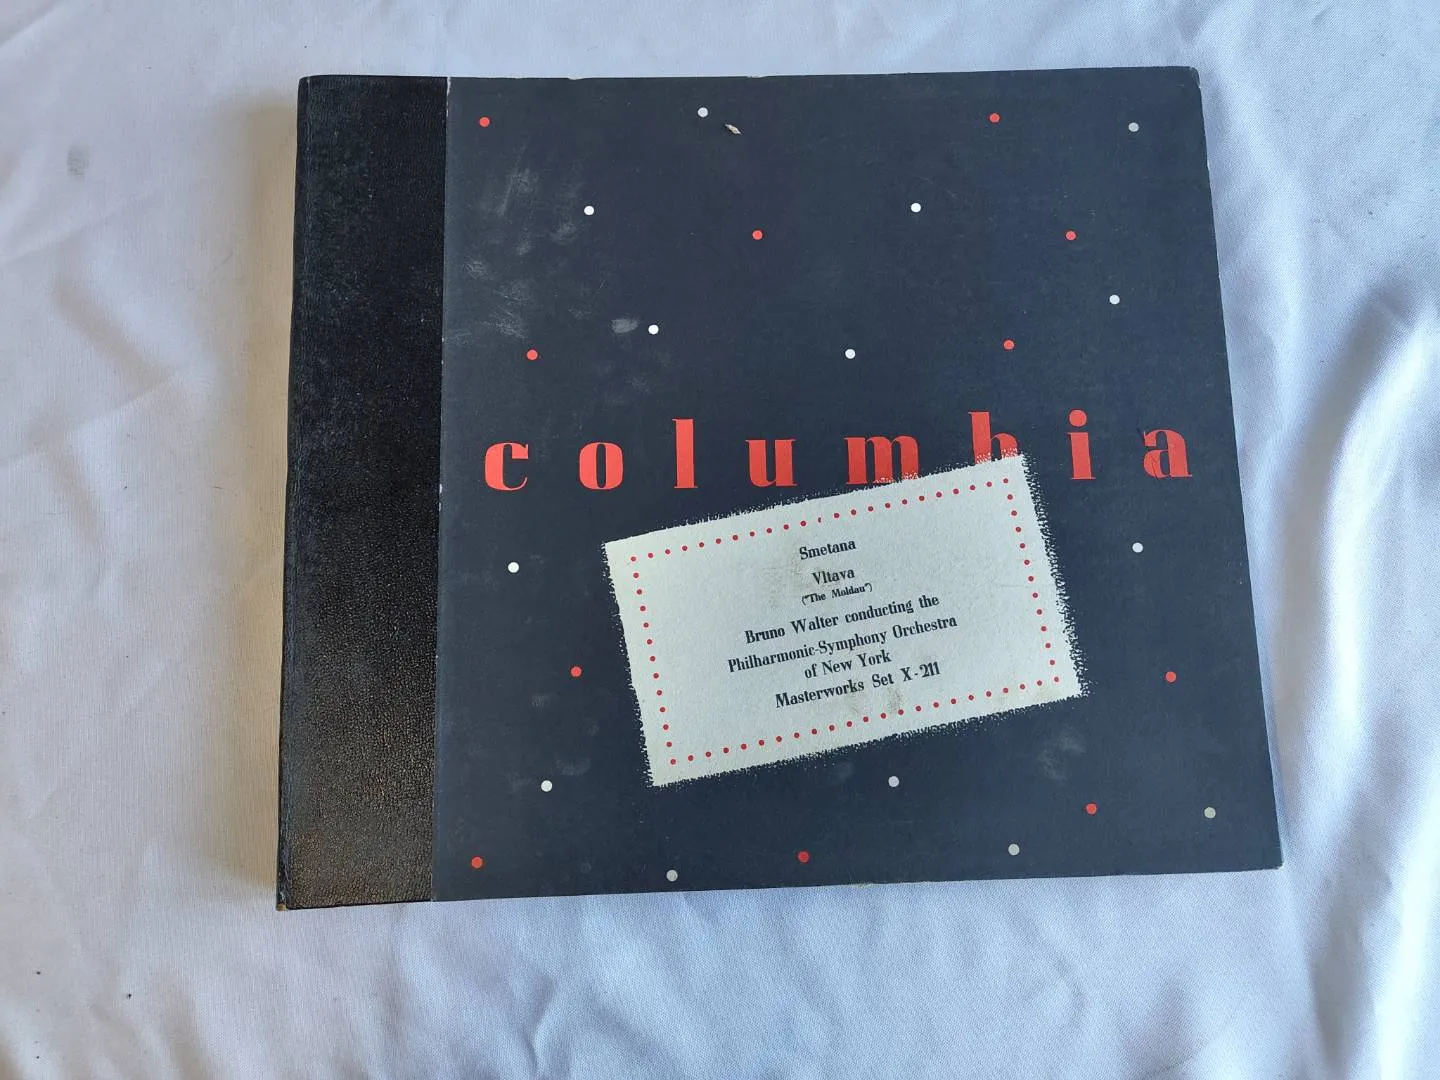 columbia
Smetana
Vltava
("The Moldau")
Bruno Walter conducting the
Philharmonic-Symphony Orchestra
of New York
Masterworks Set X-211